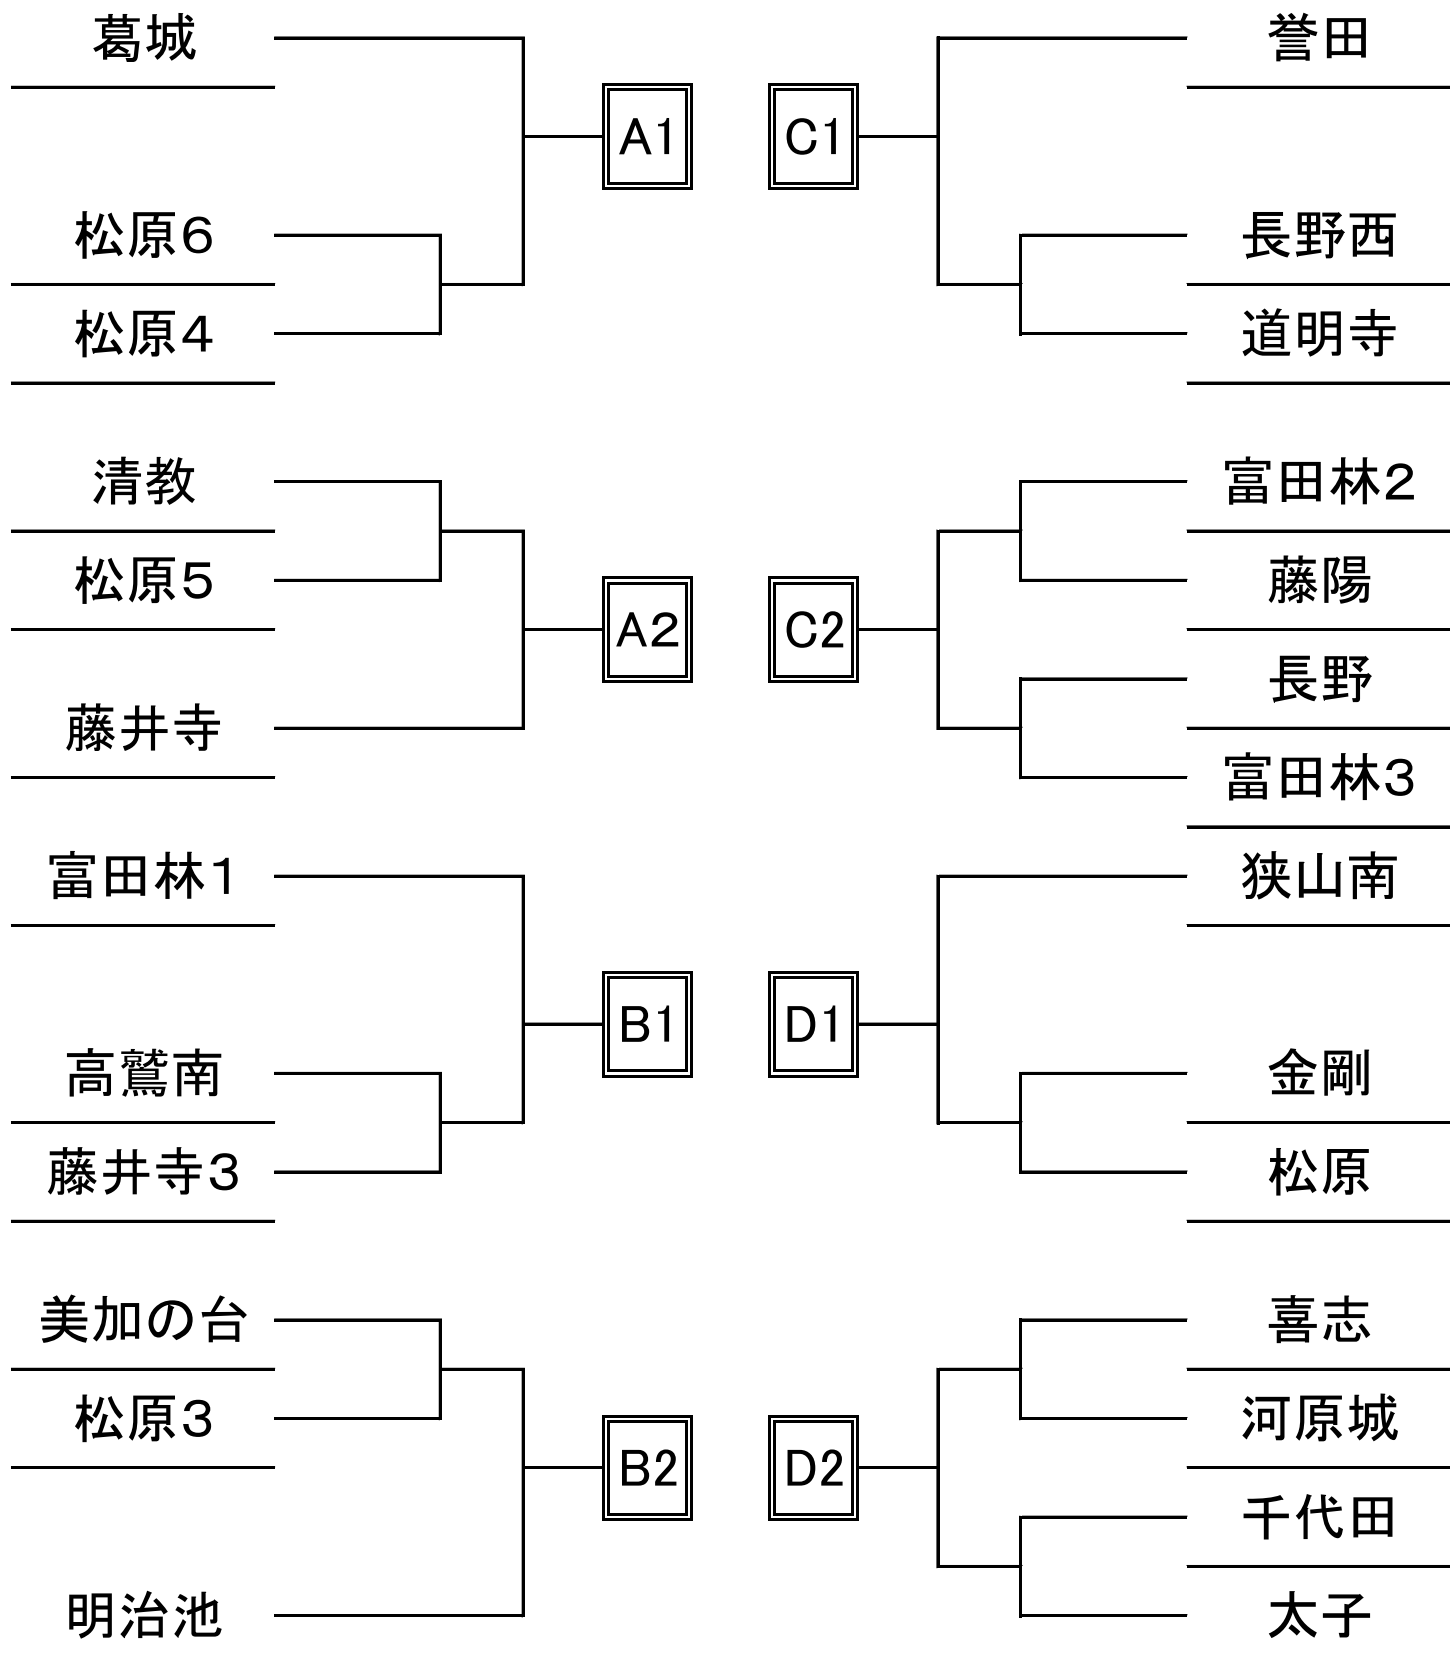 葛城
A1
松原6
松原4
清教
松原5
A2
藤井寺
富田林1
B1
高鷲南
藤井寺3
美加の台
松原3
B2
明治池
誉田
C1
長野西
道明寺
富田林2
藤陽
C2
長野
富田林3
狭山南
D1
金剛
松原
喜志
河原城
D2
千代田
太子